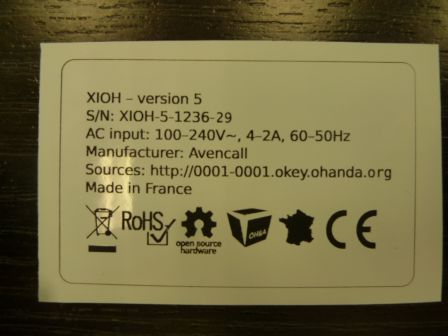 XIOH – version 5
S/N: XIOH-5-1236-29
AC input: 100-240V~, 4-2A, 60-50Hz
Manufacturer: Avencall
Sources: http://0001-0001.okey.ohanda.org
Made in France
RoHS open source hardware OHANDA CE